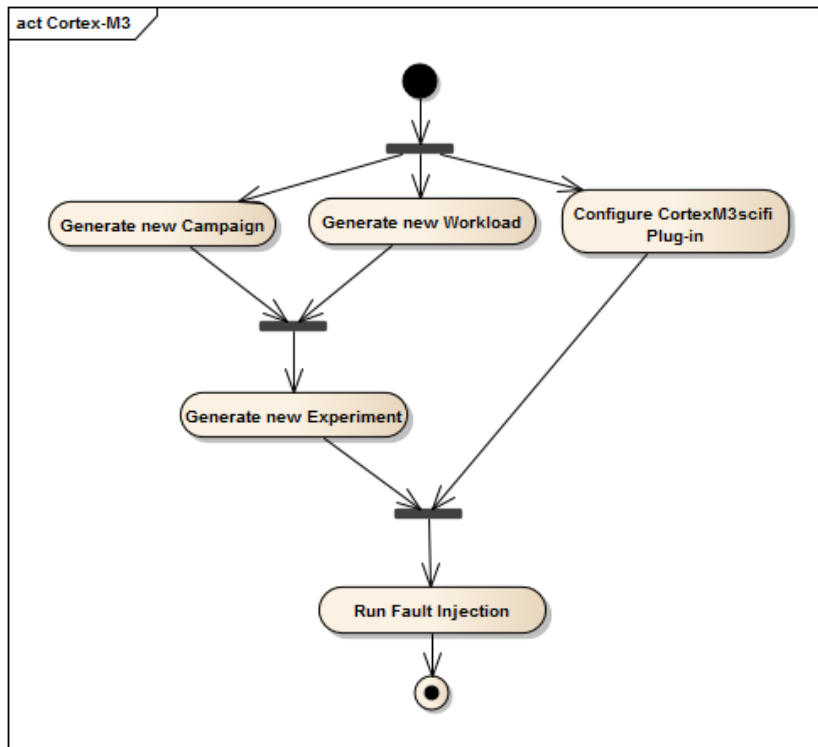 act Cortex-M3
Generate new Campaign
Generate new Workload
Configure CortexM3scifi
Plug-in
Generate new Experiment
Run Fault Injection